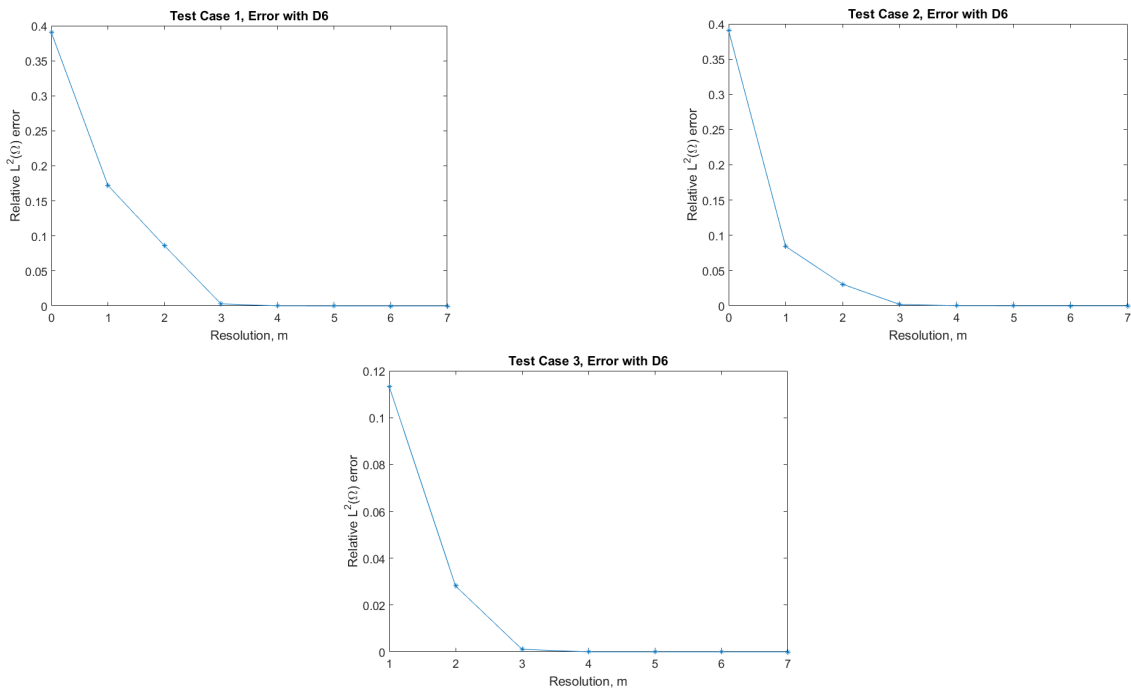 Test Case 1, Error with D6
Relative L²(Ω) error
0.4
0.35
0.3
0.25
0.2
0.15
0.1
0.05
0
0 1 2 3 4 5 6 7
Resolution, m
Test Case 2, Error with D6
Relative L²(Ω) error
0.4
0.35
0.3
0.25
0.2
0.15
0.1
0.05
0
0 1 2 3 4 5 6 7
Resolution, m
Test Case 3, Error with D6
Relative L²(Ω) error
0.12
0.1
0.08
0.06
0.04
0.02
0
1 2 3 4 5 6 7
Resolution, m